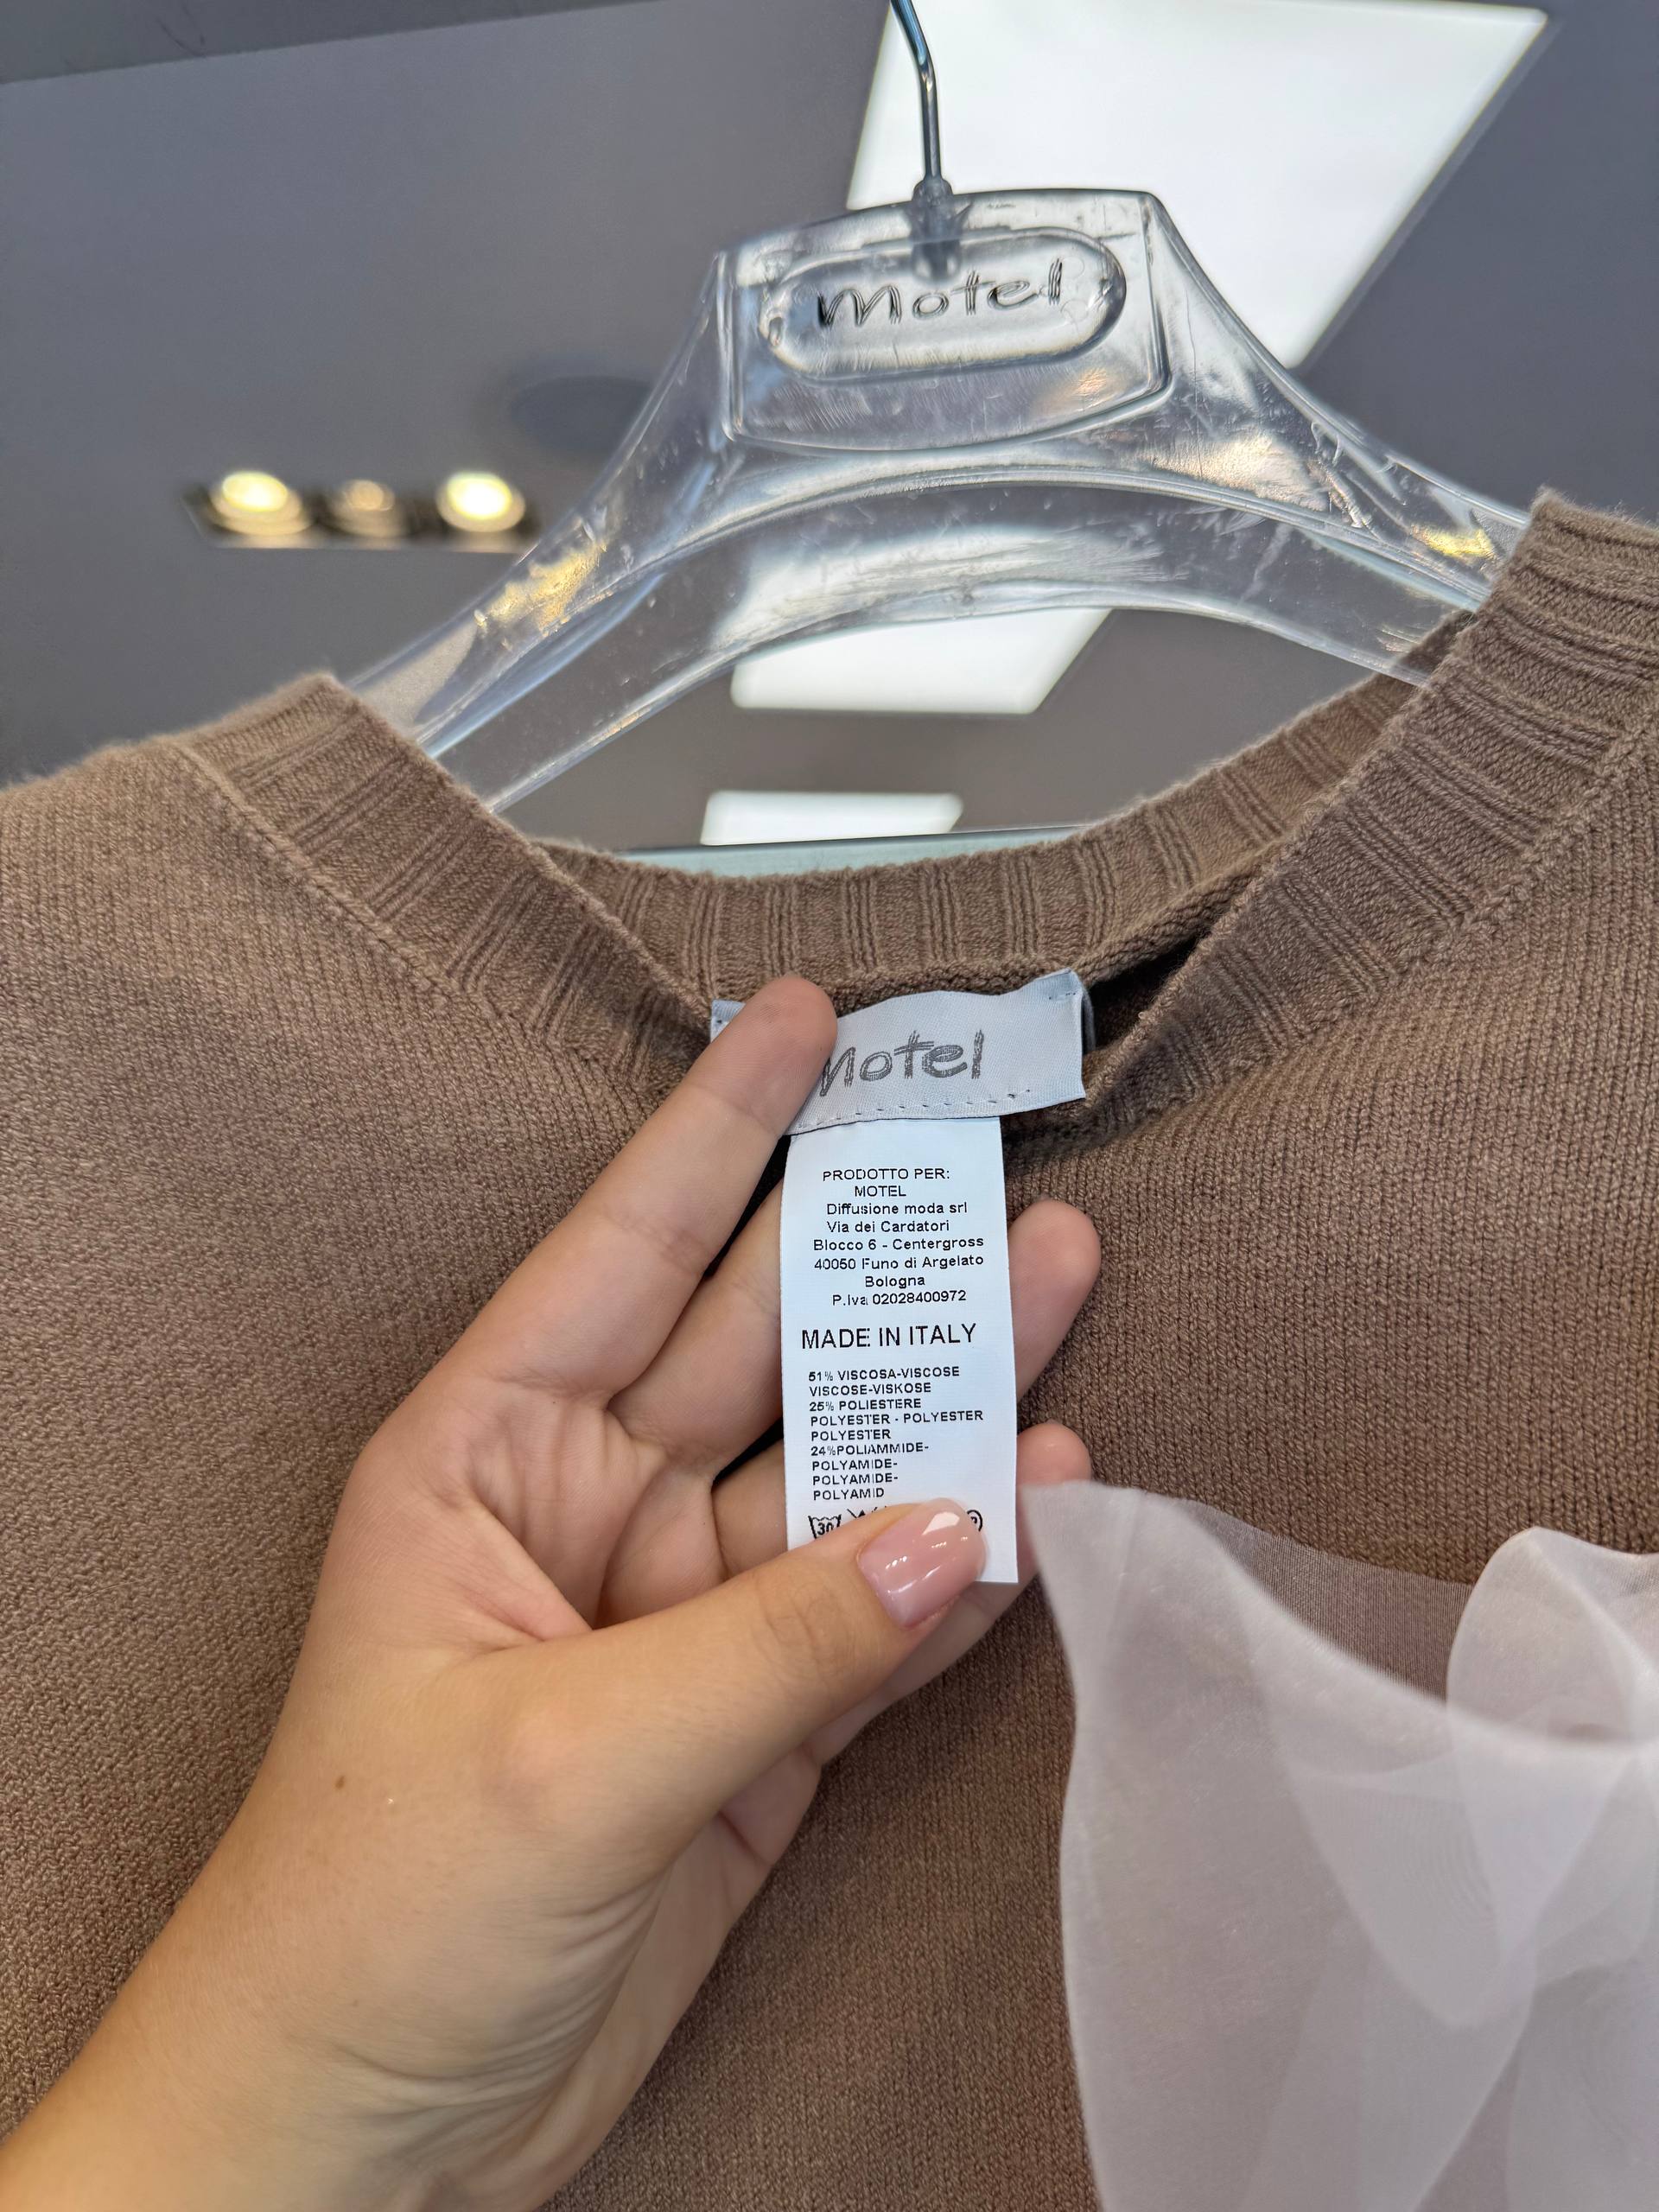 Motel
Motel
PRODOTTO PER:
MOTEL
Diffusione moda srl
Via dei Cardatori
Blocco 6 - Centergross
40050 Funo di Argelato
Bologna
P.Iva 02028400972
MADE IN ITALY
51% VISCOSA-VISCOSE
VISCOSE-VISKOSE
25% POLIESTERE
POLYESTER - POLYESTER
POLYESTER
24%POLIAMMIDE-
POLYAMIDE-
POLYAMIDE-
POLYAMID
30